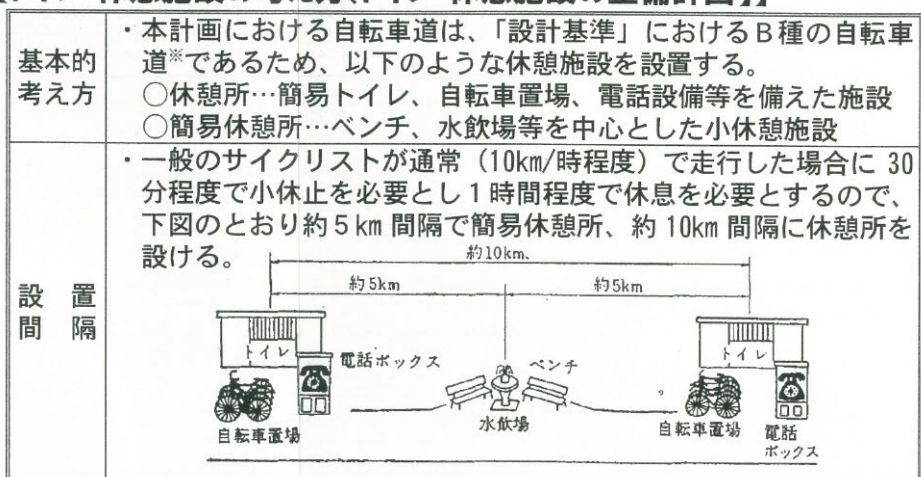 基本的
考え方
・本計画における自転車道は、「設計基準」におけるB種の自転車
道※であるため、以下のような休憩施設を設置する。
○休憩所…簡易トイレ、自転車置場、電話設備等を備えた施設
○簡易休憩所…ベンチ、水飲場等を中心とした小休憩施設
設置
間隔
・一般のサイクリストが通常（10km/時程度）で走行した場合に 30
分程度で小休止を必要とし１時間程度で休息を必要とするので、
下図のとおり約５km 間隔で簡易休憩所、約 10km 間隔に休憩所を
設ける。
約10km.
約5km
約5km
トイレ
電話ボックス
ベンチ
トイレ
自転車置場
水飲場
自転車置場
電話
ボックス